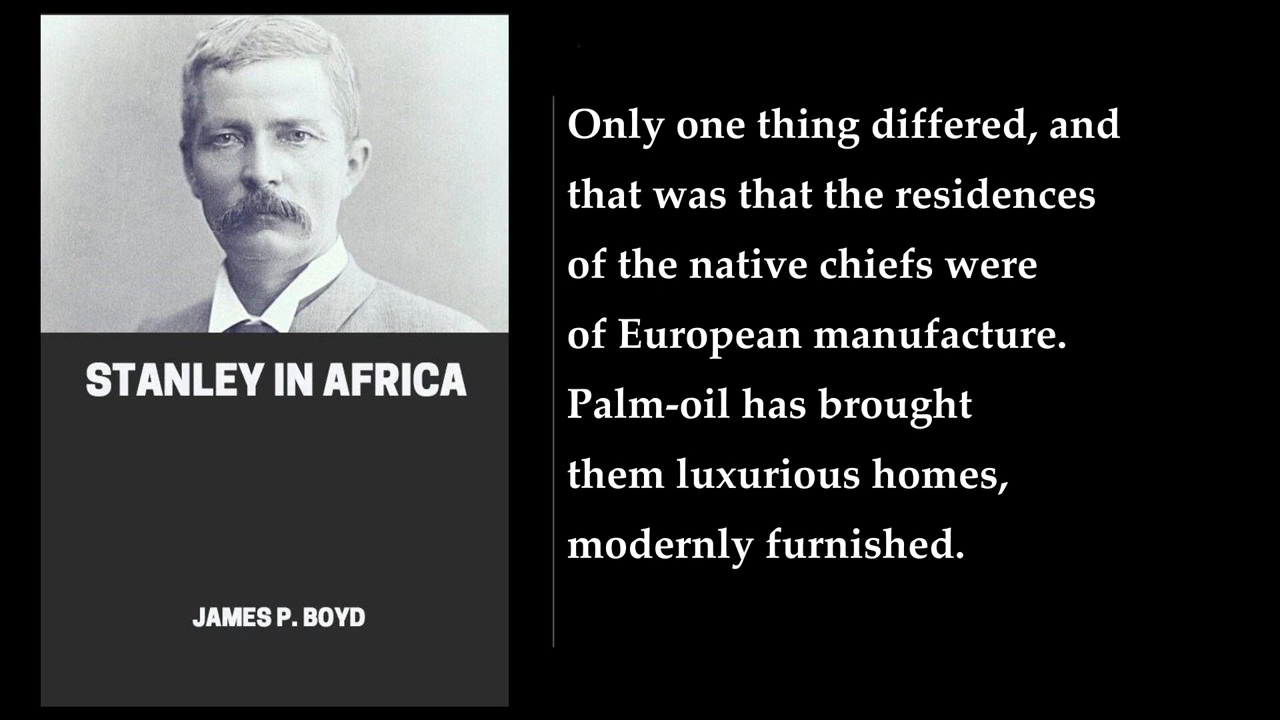 STANLEY IN AFRICA
JAMES P. BOYD
Only one thing differed, and
that was that the residences
of the native chiefs were
of European manufacture.
Palm-oil has brought
them luxurious homes,
modernly furnished.